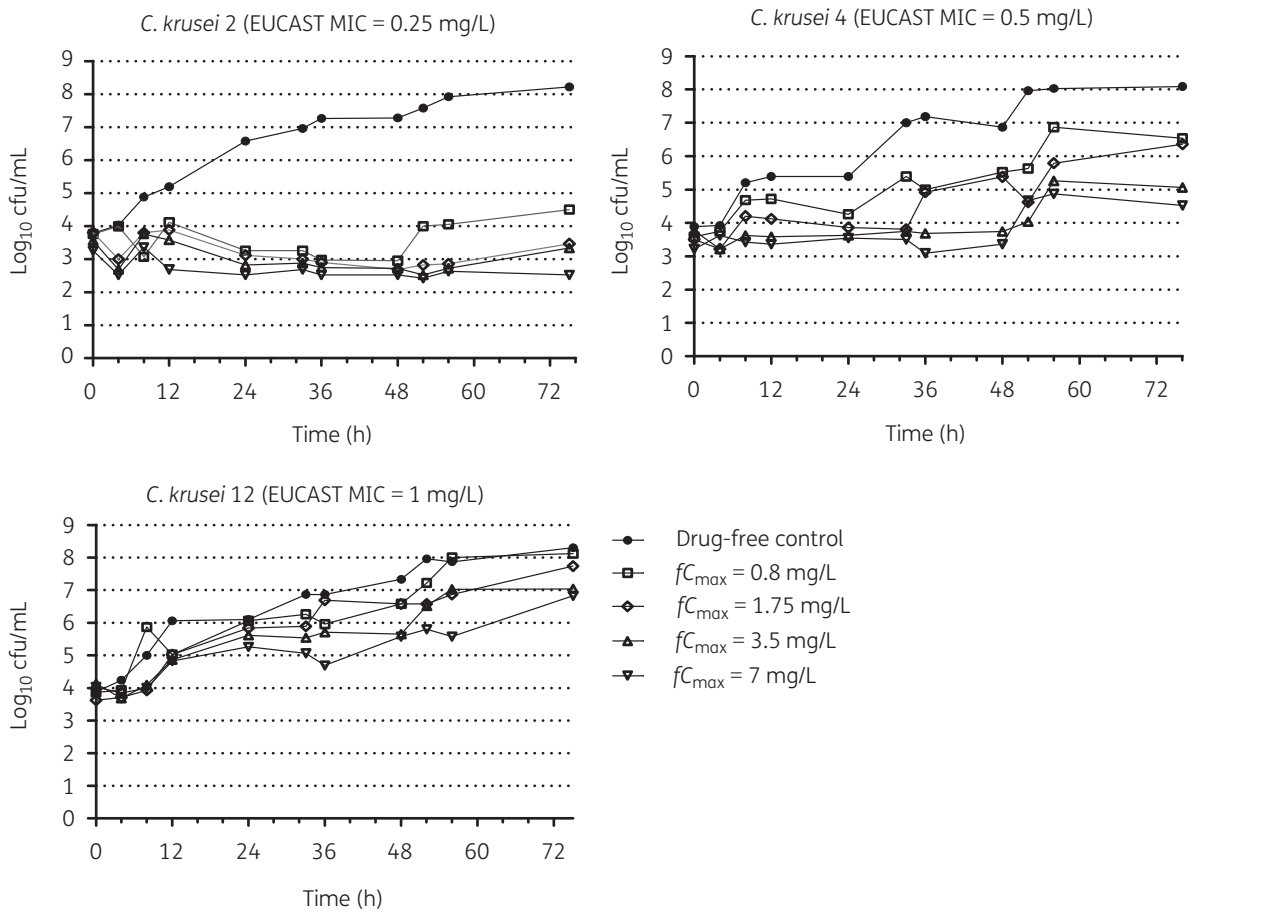 C. krusei 2 (EUCAST MIC = 0.25 mg/L)
9
8
7
6
5
4
3
2
1
0
Log10 cfu/mL
0 12 24 36 48 60 72
Time (h)
C. krusei 4 (EUCAST MIC = 0.5 mg/L)
9
8
7
6
5
4
3
2
1
0
Log10 cfu/mL
0 12 24 36 48 60 72
Time (h)
C. krusei 12 (EUCAST MIC = 1 mg/L)
9
8
7
6
5
4
3
2
1
0
Log10 cfu/mL
0 12 24 36 48 60 72
Time (h)
Drug-free control
fCmax = 0.8 mg/L
fCmax = 1.75 mg/L
fCmax = 3.5 mg/L
fCmax = 7 mg/L